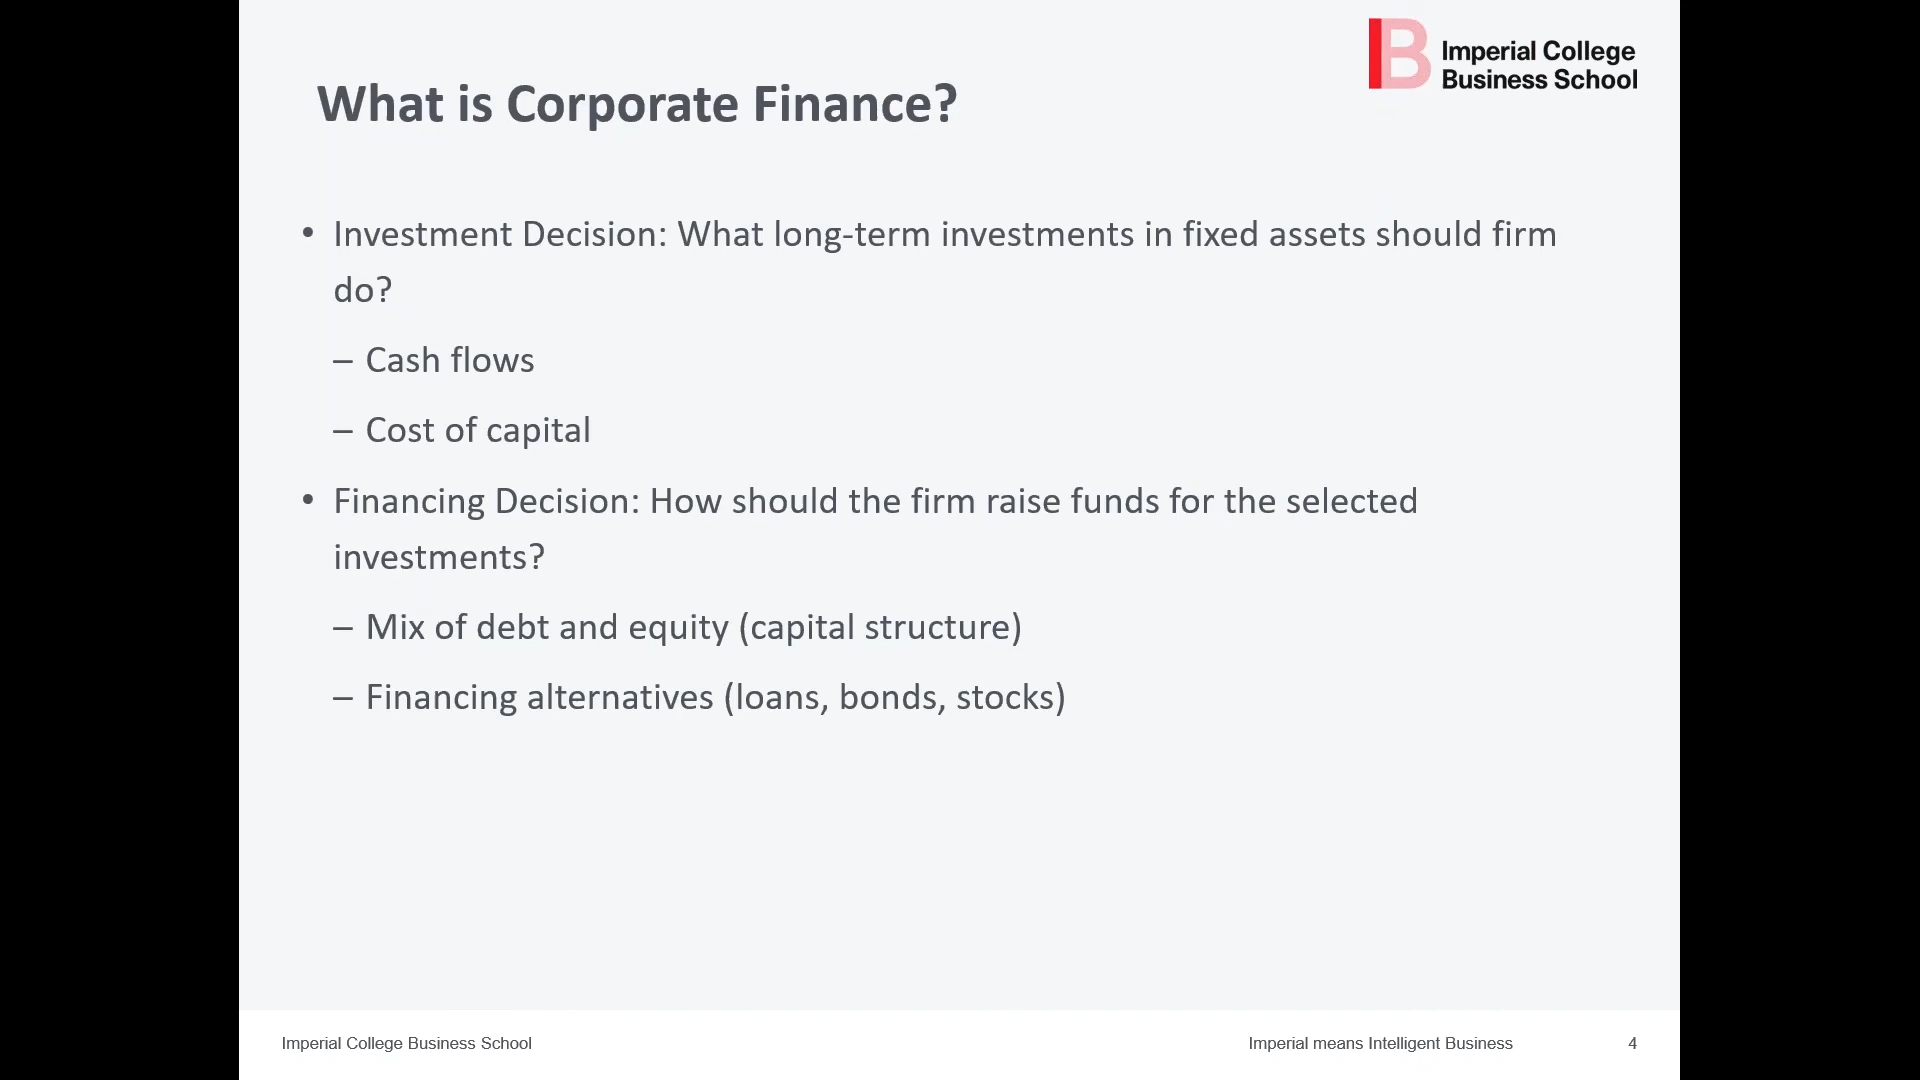 Imperial College
Business School
What is Corporate Finance?
• Investment Decision: What long-term investments in fixed assets should firm
do?
– Cash flows
– Cost of capital
• Financing Decision: How should the firm raise funds for the selected
investments?
– Mix of debt and equity (capital structure)
– Financing alternatives (loans, bonds, stocks)
Imperial College Business School
Imperial means Intelligent Business
4